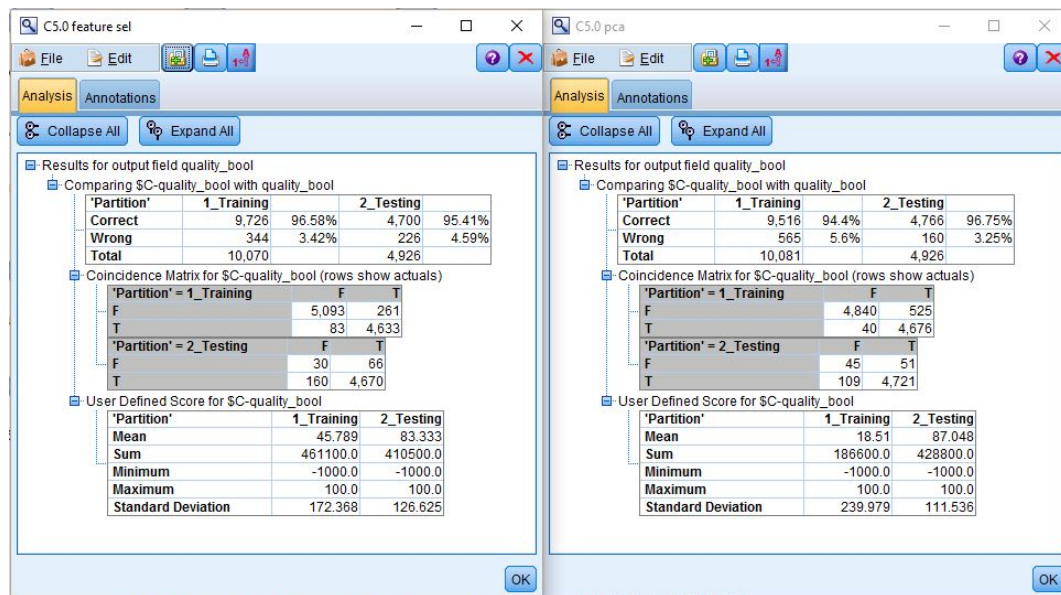 C5.0 feature sel
File Edit
Analysis Annotations
Collapse All Expand All
Results for output field quality_bool
Comparing $C-quality_bool with quality_bool
'Partition' 1_Training 2_Testing
Correct 9,726 96.58% 4,700 95.41%
Wrong 344 3.42% 226 4.59%
Total 10,070 4,926
Coincidence Matrix for $C-quality_bool (rows show actuals)
'Partition' = 1_Training F T
F 5,093 261
T 83 4,633
'Partition' = 2_Testing F T
F 30 66
T 160 4,670
User Defined Score for $C-quality_bool
'Partition' 1_Training 2_Testing
Mean 45.789 83.333
Sum 461100.0 410500.0
Minimum -1000.0 -1000.0
Maximum 100.0 100.0
Standard Deviation 172.368 126.625
OK
C5.0 pca
File Edit
Analysis Annotations
Collapse All Expand All
Results for output field quality_bool
Comparing $C-quality_bool with quality_bool
'Partition' 1_Training 2_Testing
Correct 9,516 94.4% 4,766 96.75%
Wrong 565 5.6% 160 3.25%
Total 10,081 4,926
Coincidence Matrix for $C-quality_bool (rows show actuals)
'Partition' = 1_Training F T
F 4,840 525
T 40 4,676
'Partition' = 2_Testing F T
F 45 51
T 109 4,721
User Defined Score for $C-quality_bool
'Partition' 1_Training 2_Testing
Mean 18.51 87.048
Sum 186600.0 428800.0
Minimum -1000.0 -1000.0
Maximum 100.0 100.0
Standard Deviation 239.979 111.536
OK